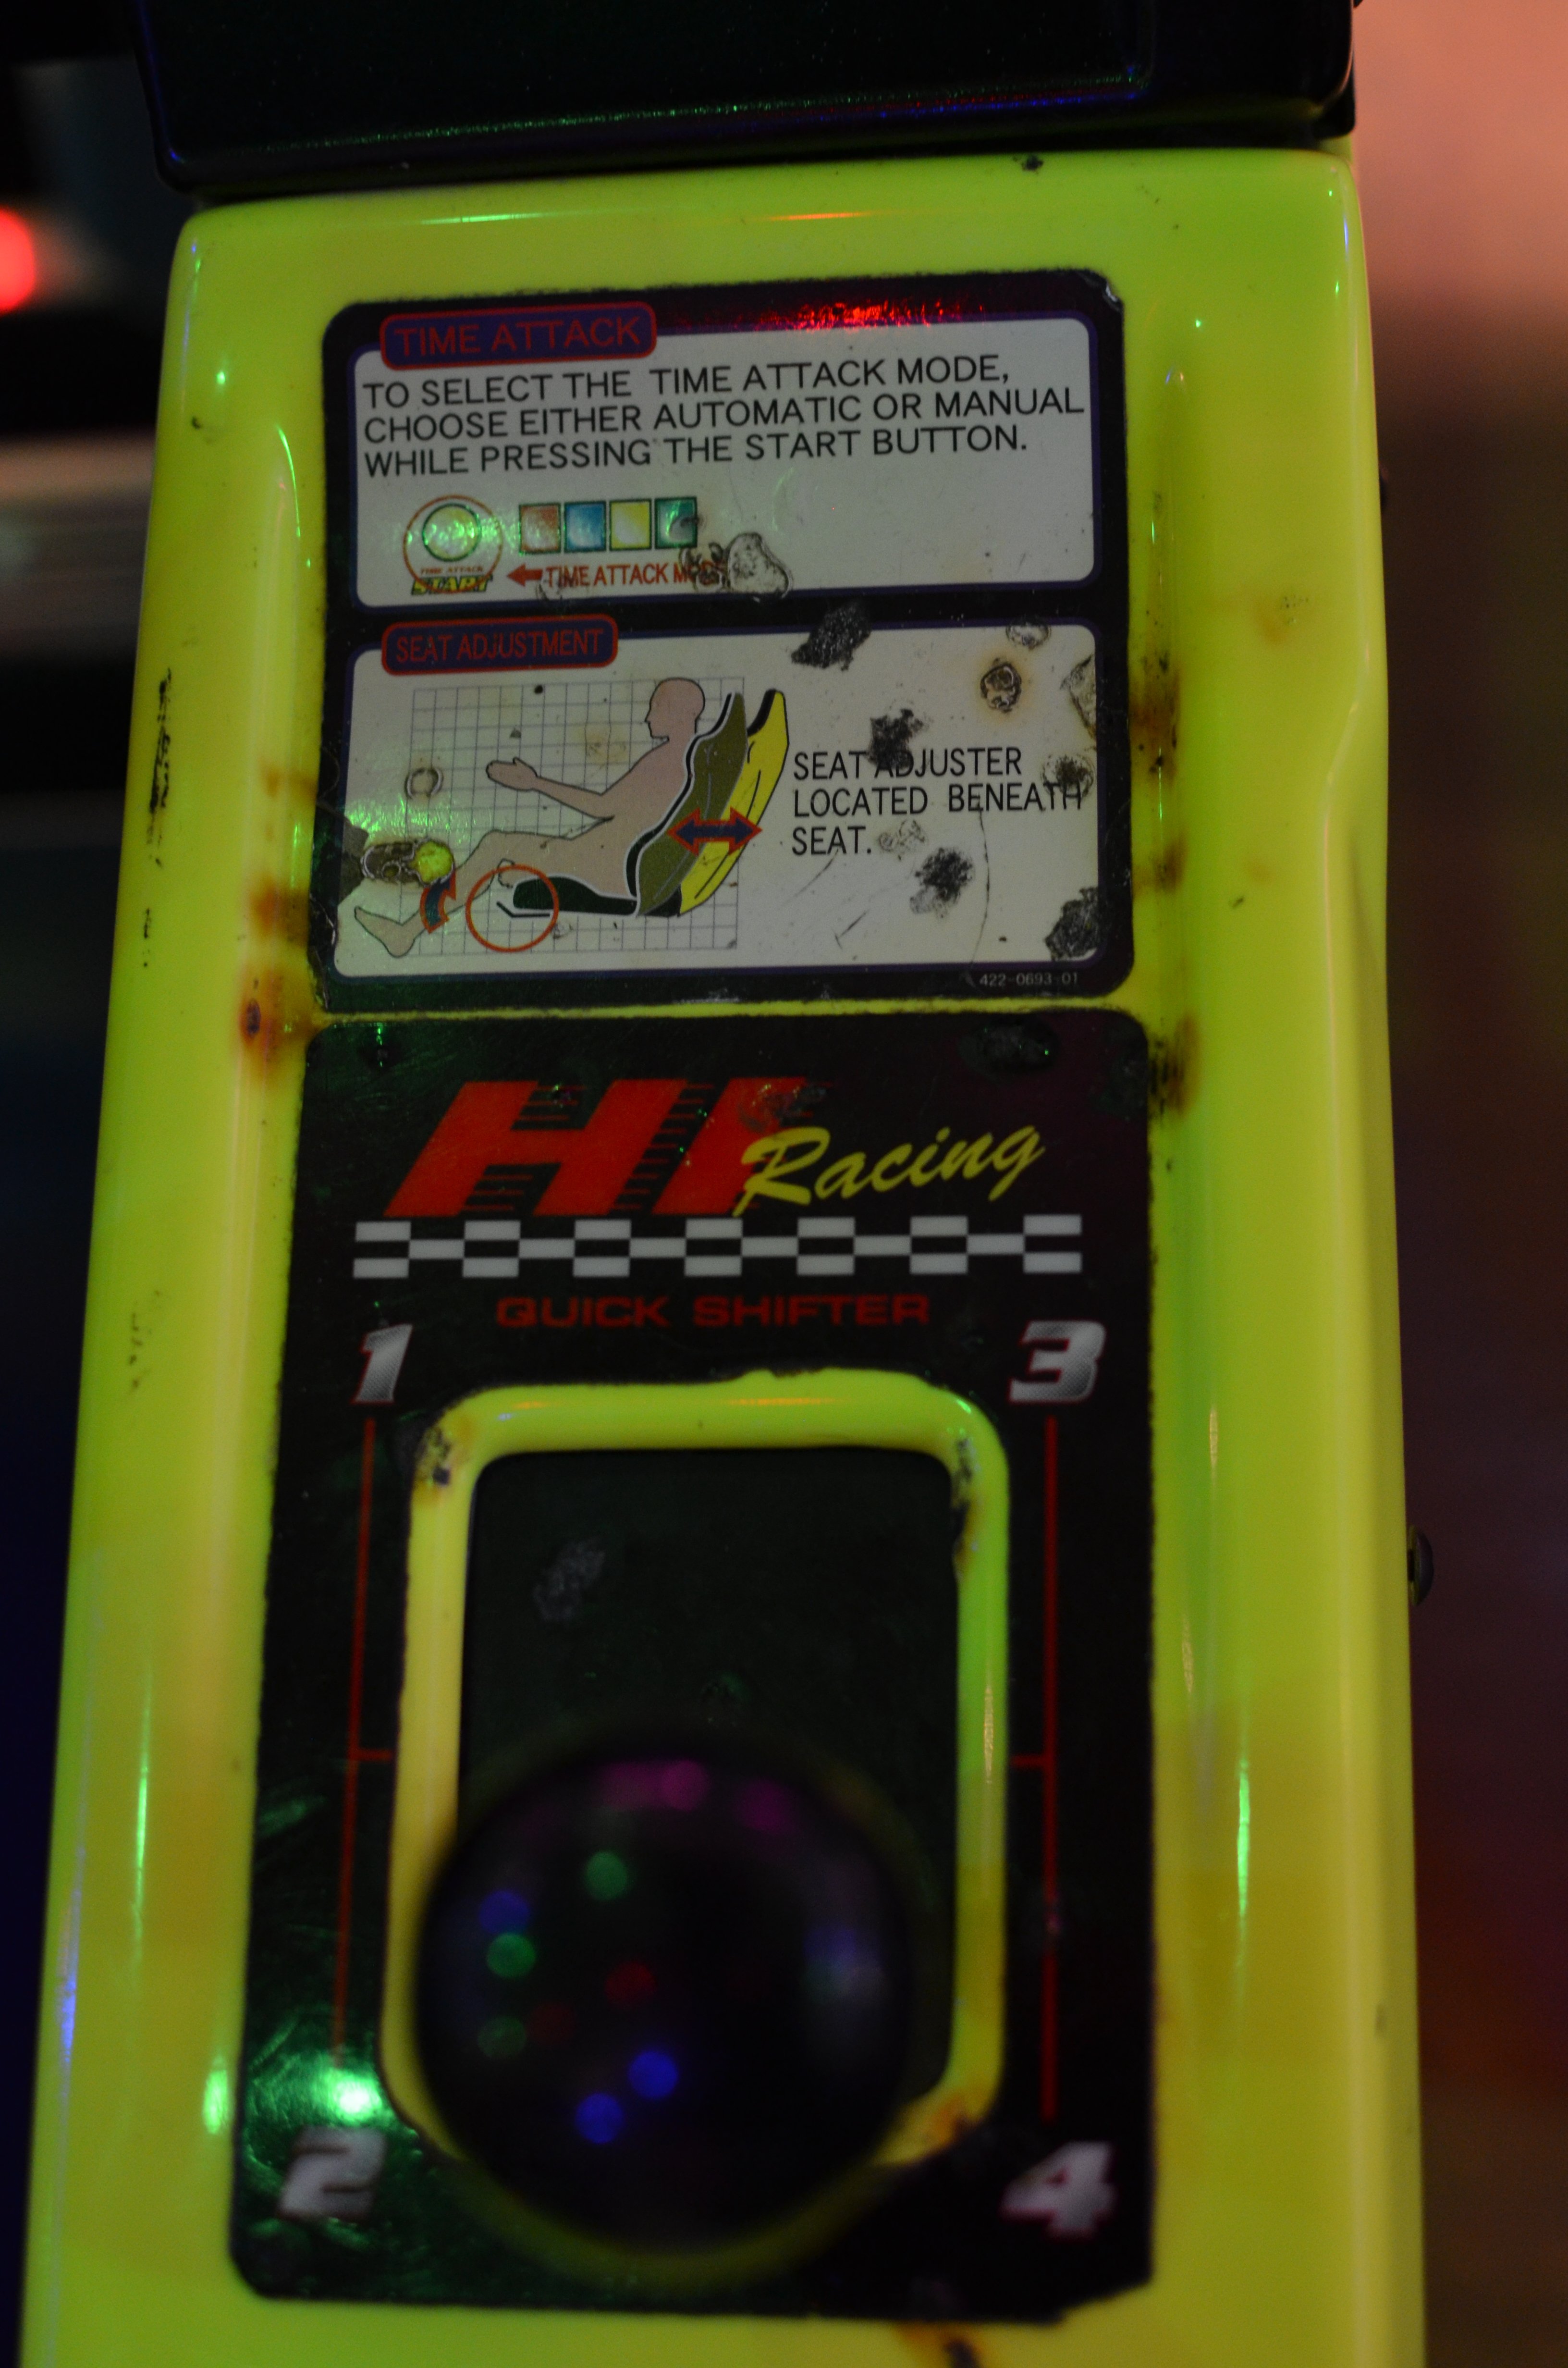 TIME ATTACK
TO SELECT THE TIME ATTACK MODE,
CHOOSE EITHER AUTOMATIC OR MANUAL
WHILE PRESSING THE START BUTTON.
TIME ATTACK
START
TIME ATTACK
SEAT ADJUSTMENT
SEAT ADJUSTER
LOCATED BENEATH
SEAT.
422-0693-01
HI Racing
QUICK SHIFTER
1 3
2 4